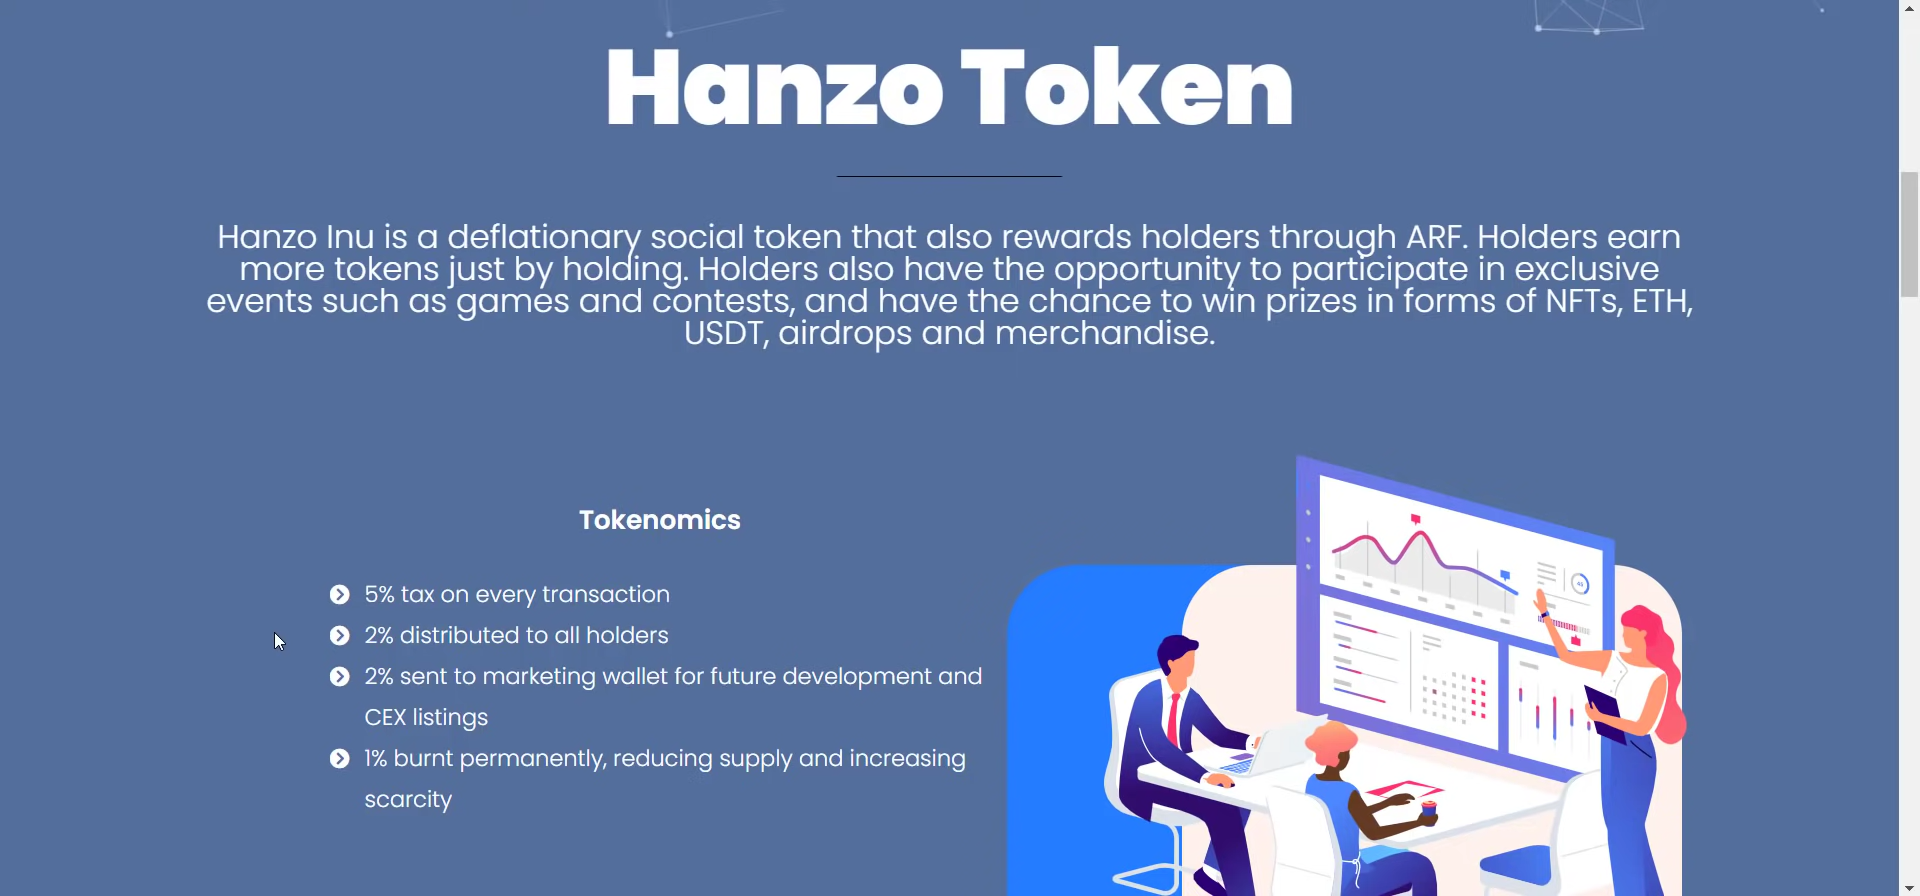 Hanzo Token
Hanzo Inu is a deflationary social token that also rewards holders through ARF. Holders earn
more tokens just by holding. Holders also have the opportunity to participate in exclusive
events such as games and contests, and have the chance to win prizes in forms of NFTs, ETH,
USDT, airdrops and merchandise.
Tokenomics
5% tax on every transaction
2% distributed to all holders
2% sent to marketing wallet for future development and
CEX listings
1% burnt permanently, reducing supply and increasing
scarcity